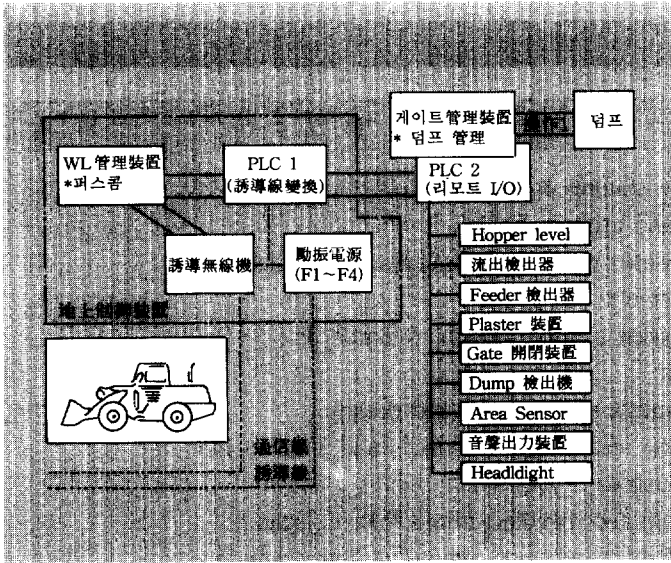 게이트管理裝置
* 덤프 管理
덤프
WL 管理裝置
*퍼스콤
PLC 1
(誘導線變換)
PLC 2
(리모트 I/O)
誘導無線機
勵振電源
(F1~F4)
地上制御裝置
Hopper level
流出檢出器
Feeder 檢出器
Plaster 裝置
Gate 開閉裝置
Dump 檢出機
Area Sensor
音聲出力裝置
Headldight
通信線
誘導線